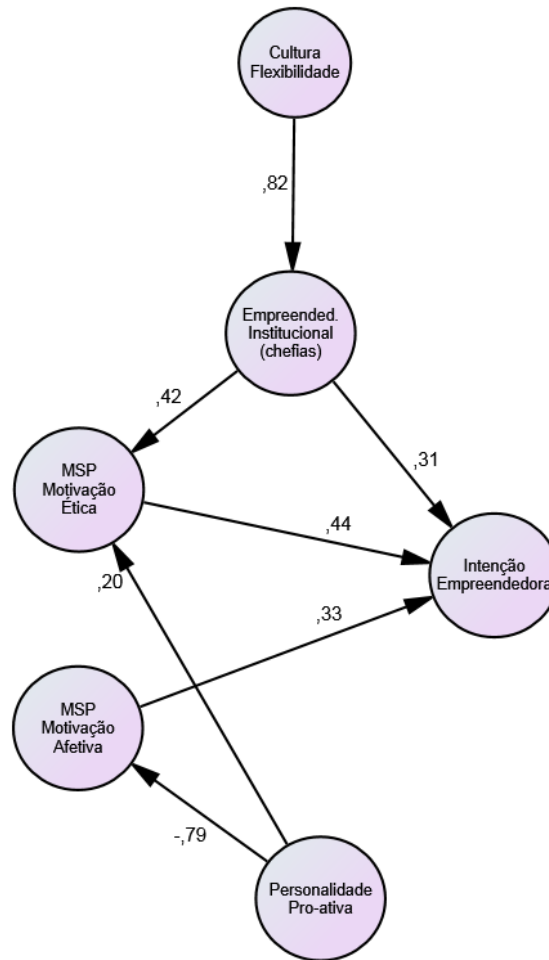 Cultura
Flexibilidade
,82
Empreended.
Institucional
(chefias)
,42
,31
MSP
Motivação
Ética
,44
Intenção
Empreendedora
,20
,33
MSP
Motivação
Afetiva
-,79
Personalidade
Pro-ativa